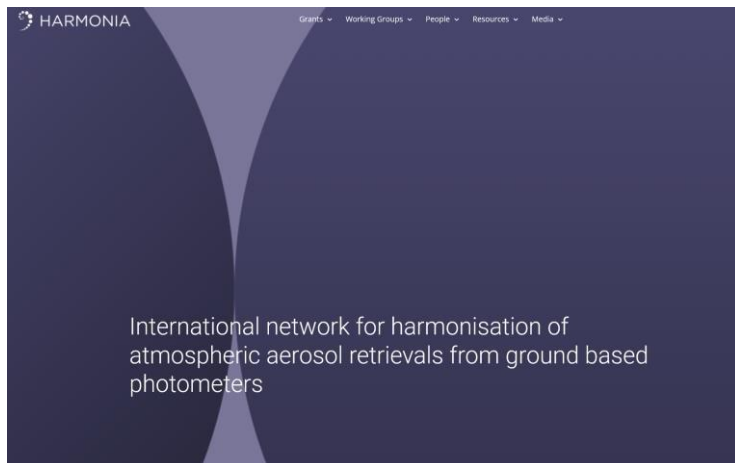 HARMONIA
Grants Working Groups People Resources Media
International network for harmonisation of
atmospheric aerosol retrievals from ground based
photometers